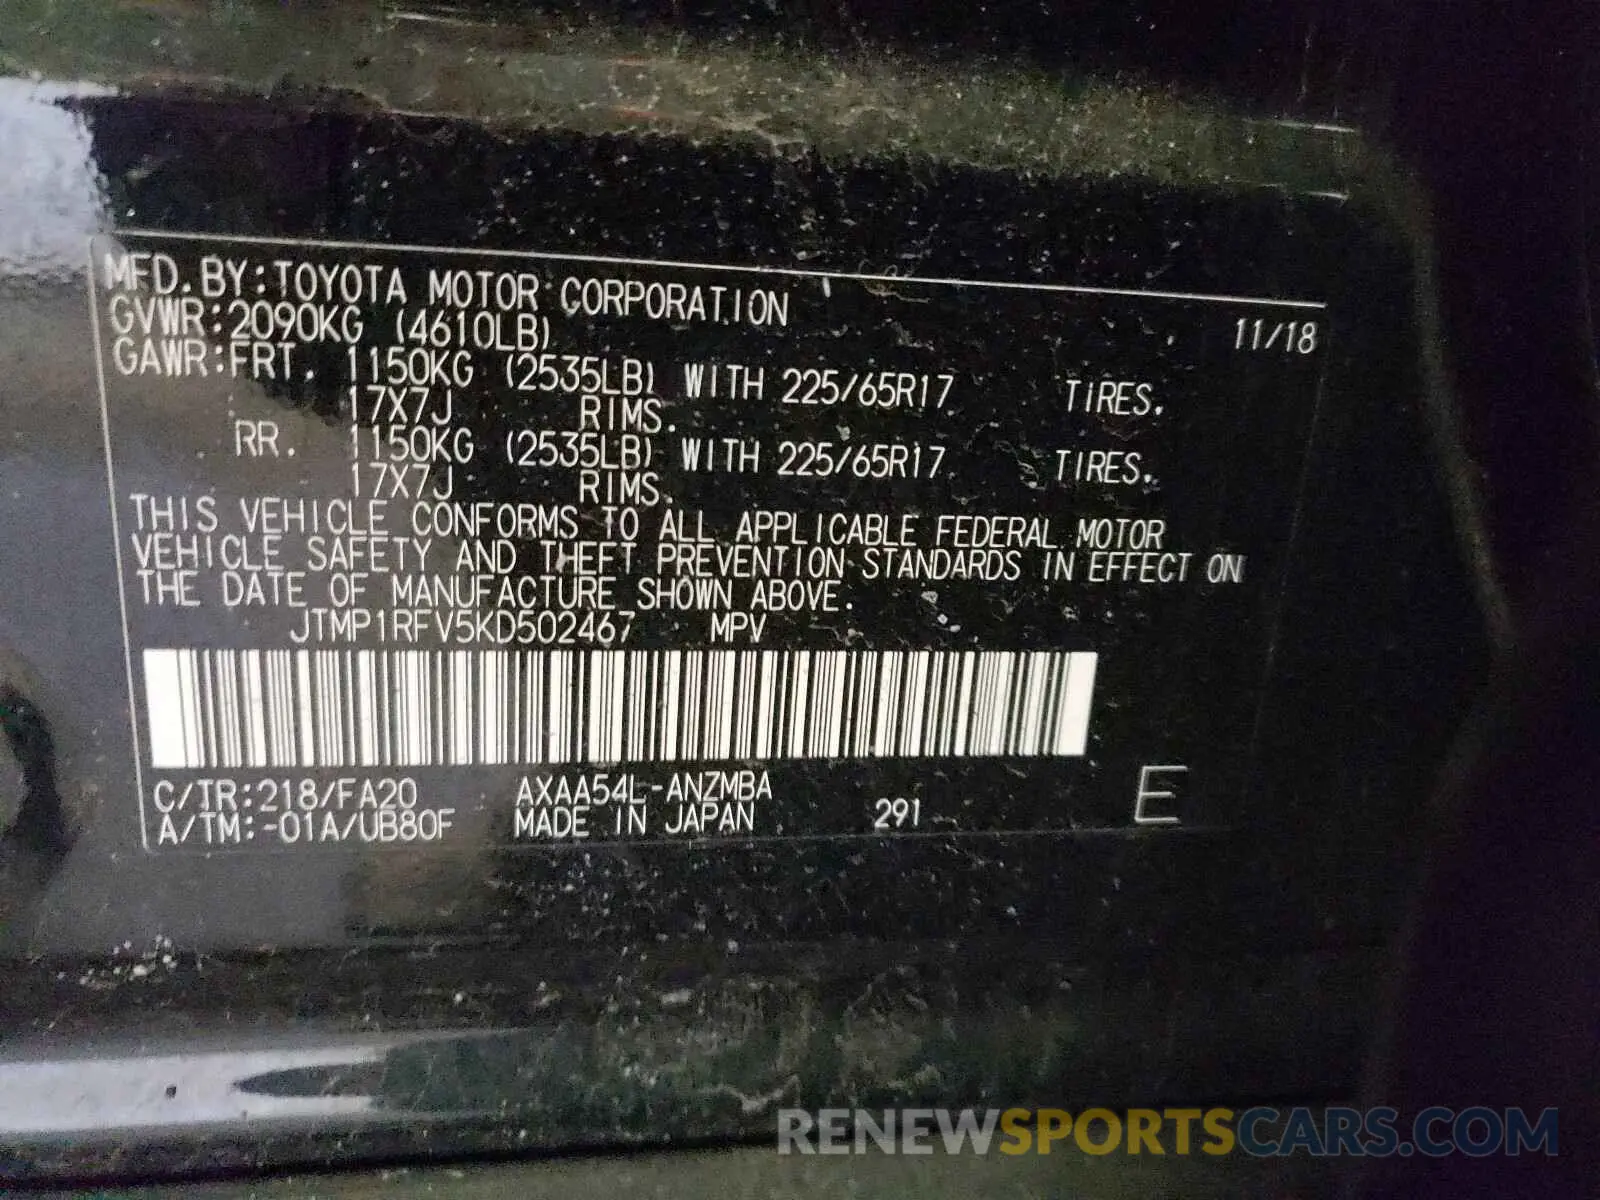 MFD.BY:TOYOTA MOTOR CORPORATION 11/18
GVWR:2090KG (4610LB)
GAWR:FRT. 1150KG (2535LB) WITH 225/65R17 TIRES.
17X7J RIMS.
RR. 1150KG (2535LB) WITH 225/65R17 TIRES.
17X7J RIMS.
THIS VEHICLE CONFORMS TO ALL APPLICABLE FEDERAL MOTOR
VEHICLE SAFETY AND THEFT PREVENTION STANDARDS IN EFFECT ON
THE DATE OF MANUFACTURE SHOWN ABOVE.
JTMP1RFV5KD502467 MPV
C/TR:218/FA20 AXAA54L-ANZMBA
A/TM:-01A/UB80F MADE IN JAPAN 291 E
RENEWSPORTSCARS.COM